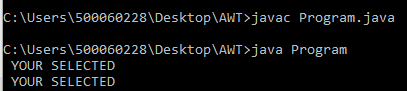 C:\Users\500060228\Desktop\AWT>javac Program.java
C:\Users\500060228\Desktop\AWT>java Program
YOUR SELECTED
YOUR SELECTED